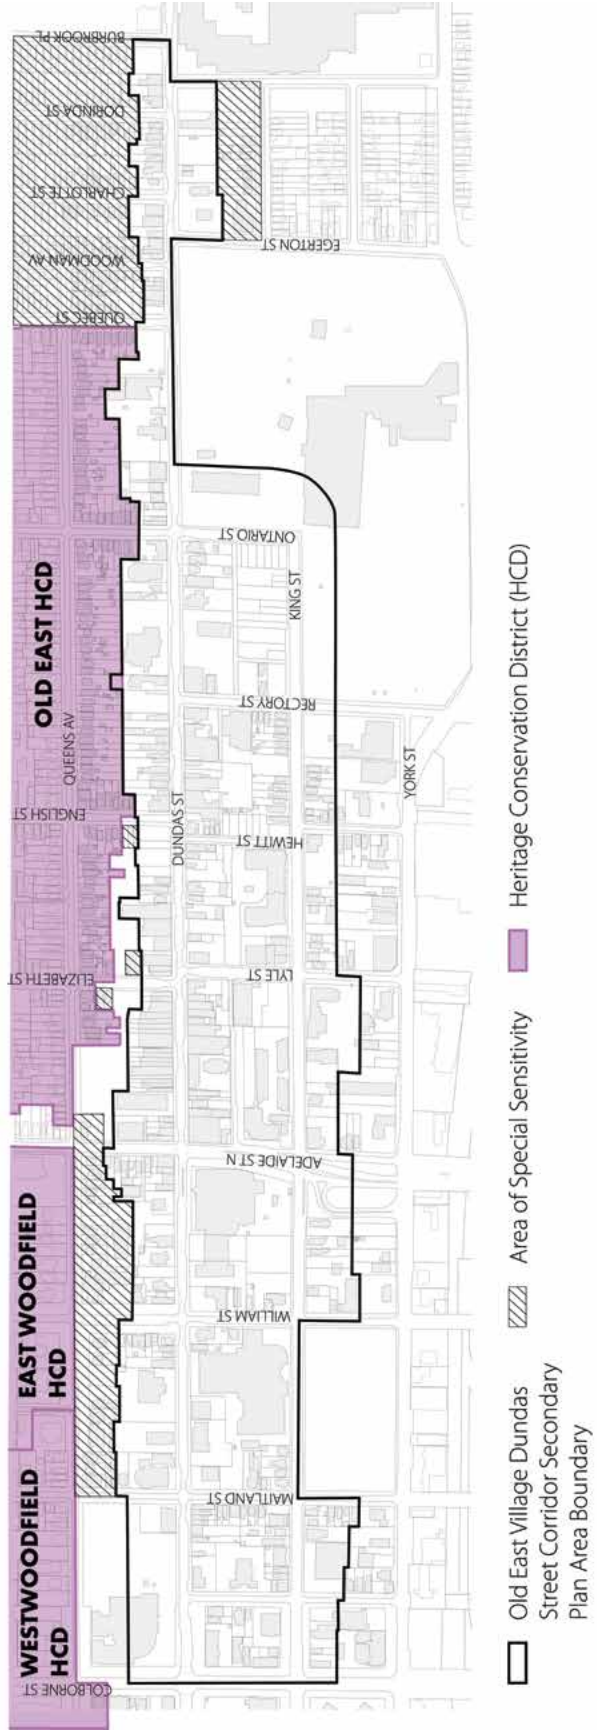 WESTWOODFIELD
HCD
EAST WOODFIELD
HCD
OLD EAST HCD
COLBORNE ST
MAITLAND ST
WILLIAM ST
ADELAIDE ST N
ELIZABETH ST
LYLE ST
ENGLISH ST
HEWITT ST
RECTORY ST
ONTARIO ST
QUEBEC ST
WOODMAN AV
EGERTON ST
CHARLOTTE ST
DORINDA ST
BURBROOK PL
QUEENS AV
DUNDAS ST
KING ST
YORK ST
Old East Village Dundas
Street Corridor Secondary
Plan Area Boundary
Area of Special Sensitivity
Heritage Conservation District (HCD)